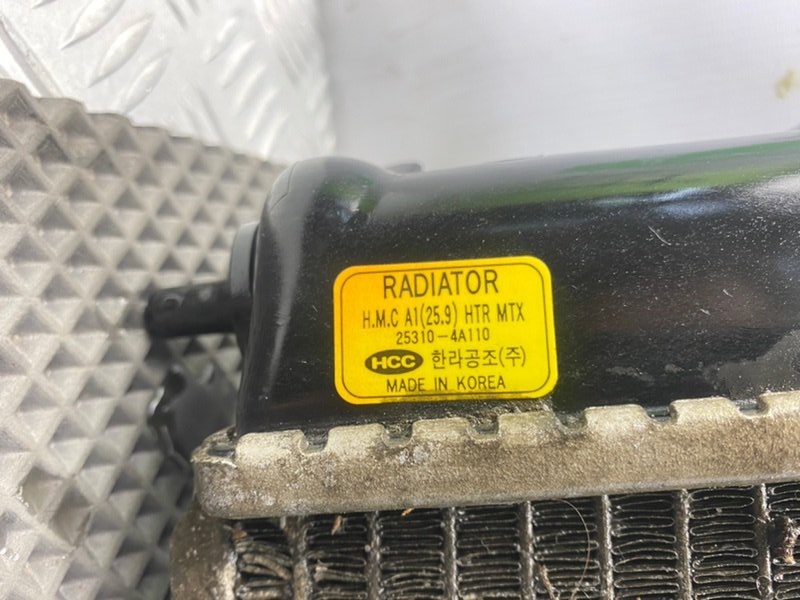 RADIATOR
H.M.C A1(25.9) HTR MTX
25310-4A110
HCC 한라공조(주)
MADE IN KOREA